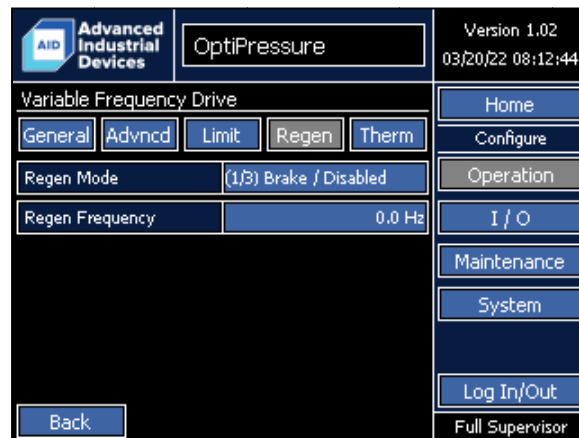 AID
Advanced
Industrial
Devices
OptiPressure
Version 1.02
03/20/22 08:12:44
Variable Frequency Drive
General Advncd Limit Regen Therm
Regen Mode (1/3) Brake / Disabled
Regen Frequency 0.0 Hz
Back
Home
Configure
Operation
I / O
Maintenance
System
Log In/Out
Full Supervisor